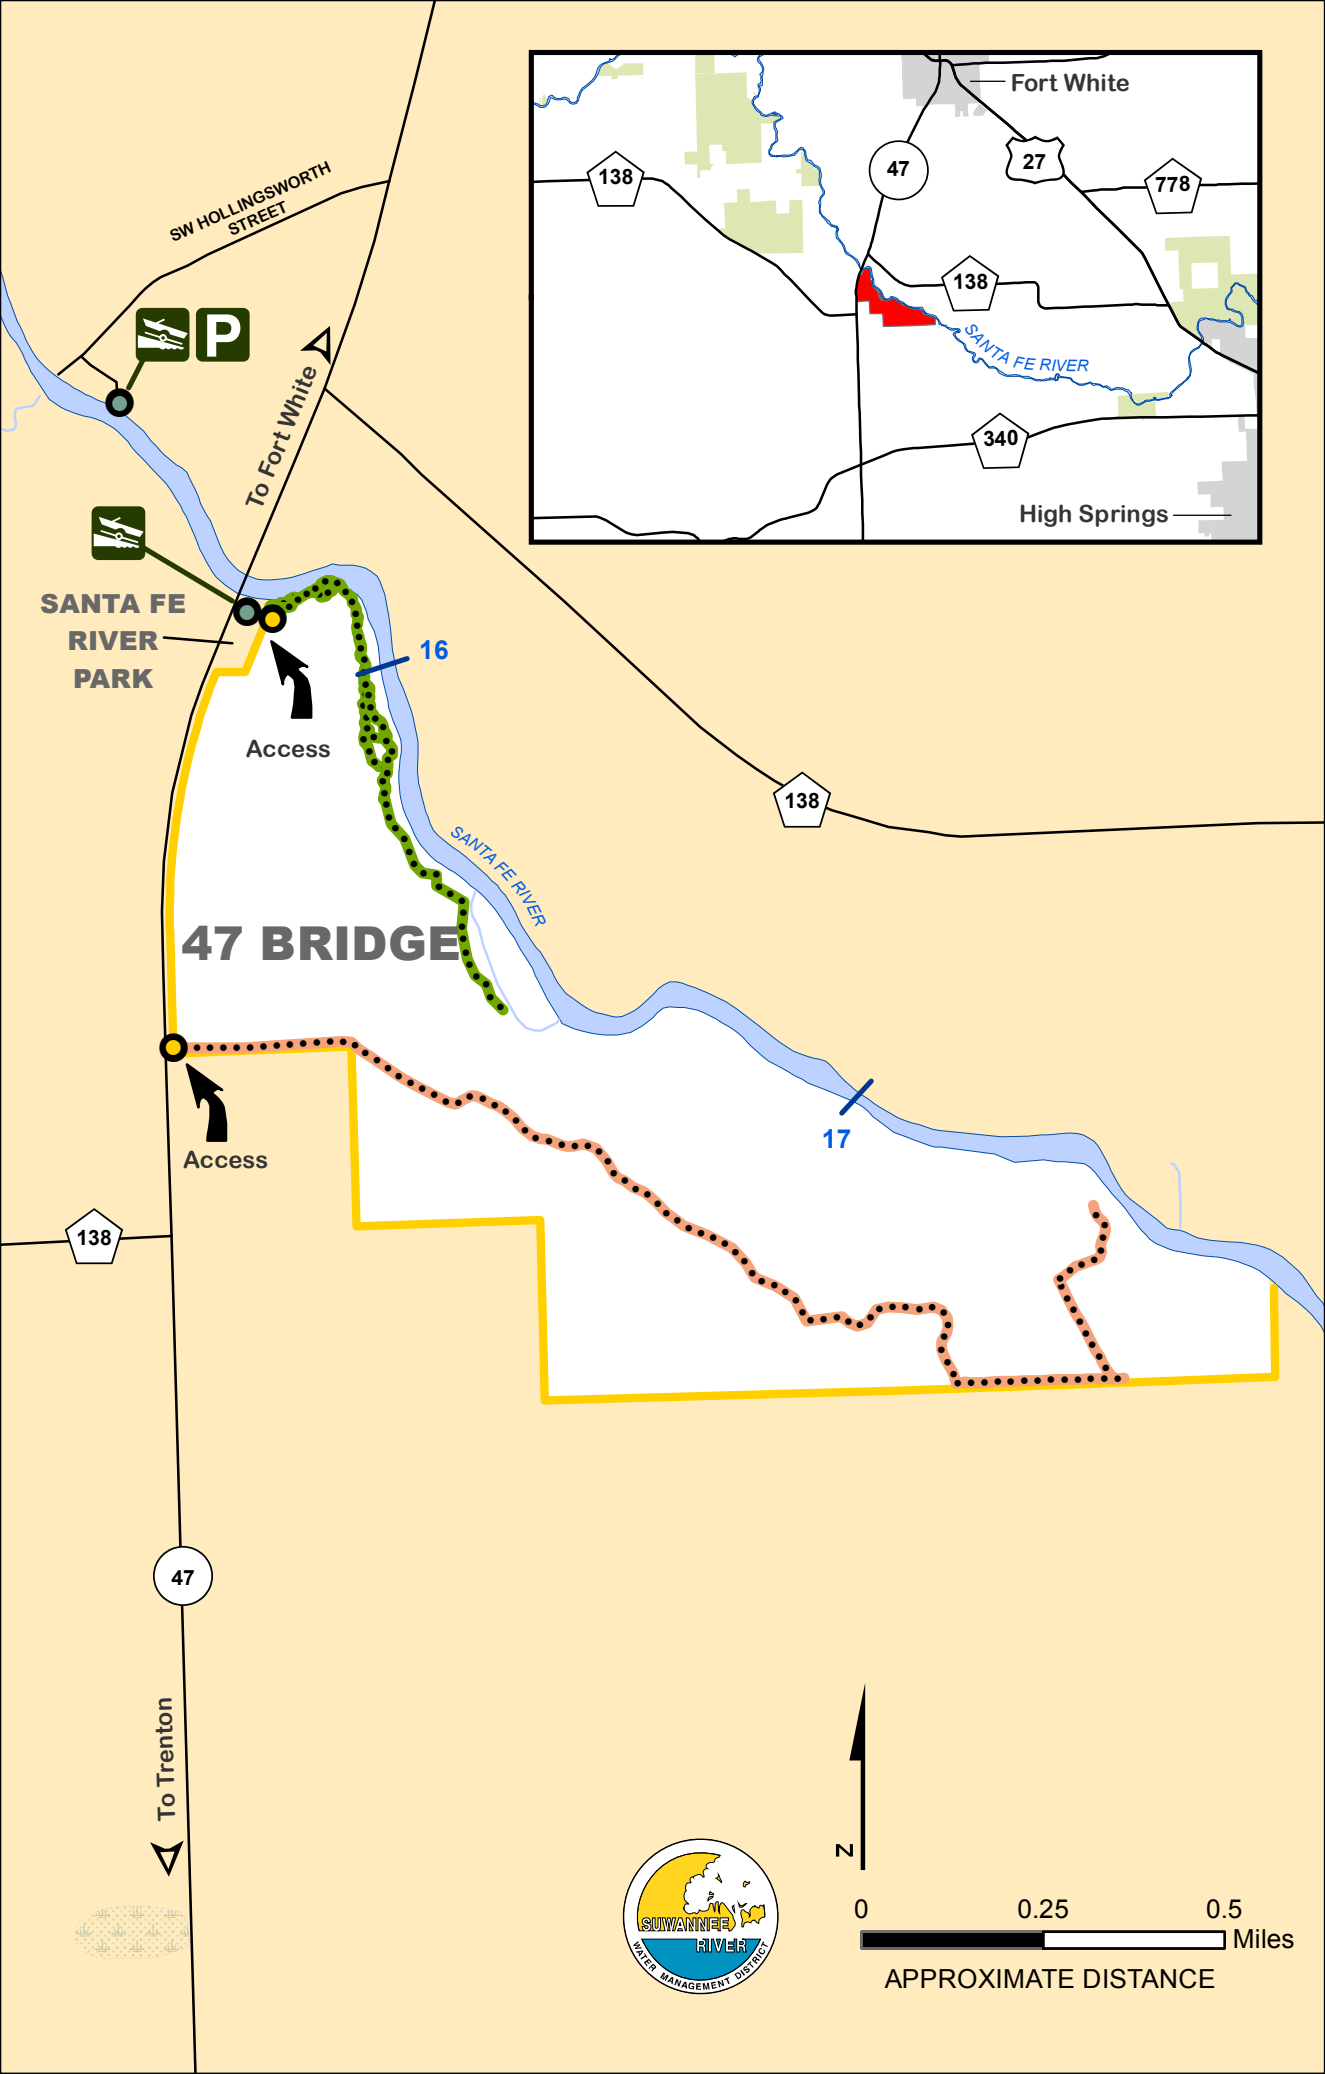 Fort White
138
47
27
778
138
SANTA FE RIVER
340
High Springs
SW HOLLINGSWORTH
STREET
P
To Fort White
SANTA FE
RIVER
PARK
16
Access
138
SANTA FE RIVER
47 BRIDGE
17
Access
138
47
To Trenton
N
SUWANNEE
RIVER
WATER MANAGEMENT DISTRICT
0 0.25 0.5
Miles
APPROXIMATE DISTANCE